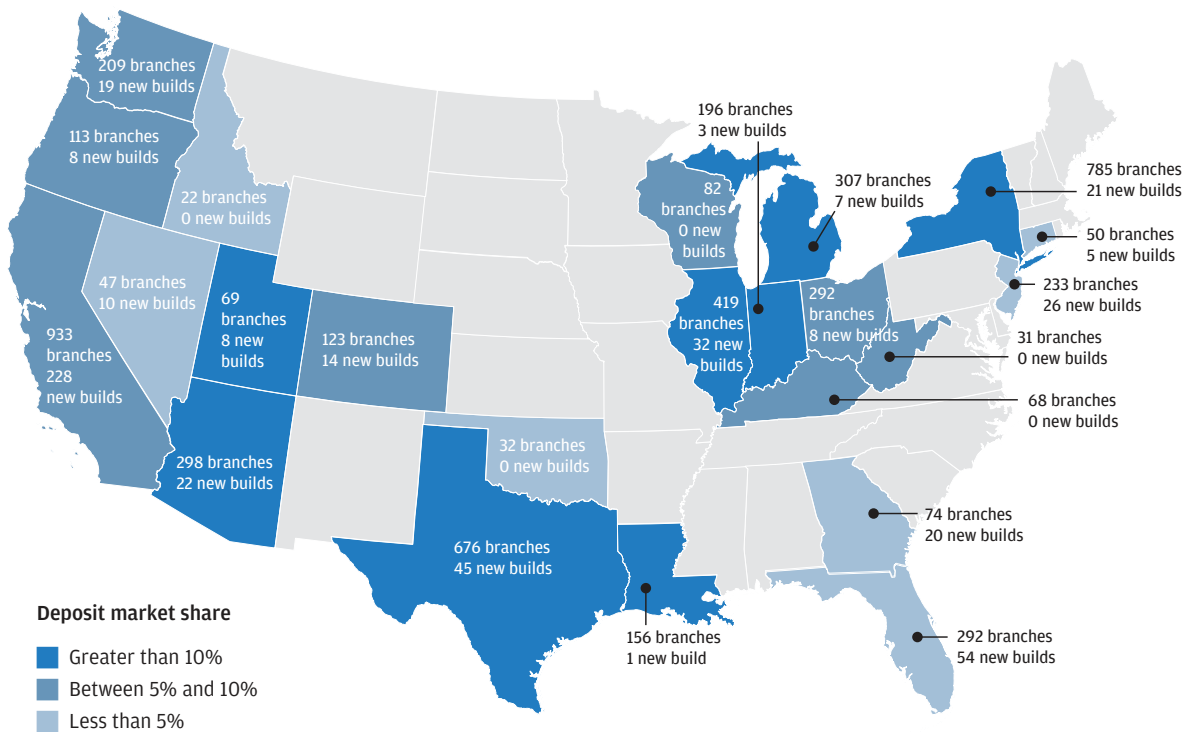 209 branches
19 new builds
113 branches
8 new builds
22 branches
0 new builds
47 branches
10 new builds
933
branches
228
new builds
69
branches
8 new
builds
123 branches
14 new builds
298 branches
22 new builds
32 branches
0 new builds
676 branches
45 new builds
196 branches
3 new builds
82
branches
0 new
builds
307 branches
7 new builds
419
branches
32 new
builds
292
branches
8 new builds
785 branches
21 new builds
50 branches
5 new builds
233 branches
26 new builds
31 branches
0 new builds
68 branches
0 new builds
74 branches
20 new builds
156 branches
1 new build
292 branches
54 new builds
Deposit market share
Greater than 10%
Between 5% and 10%
Less than 5%